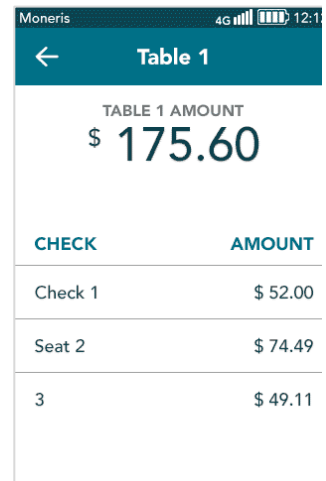 Moneris 4G 12:12
Table 1
TABLE 1 AMOUNT
$ 175.60
CHECK AMOUNT
Check 1 $ 52.00
Seat 2 $ 74.49
3 $ 49.11